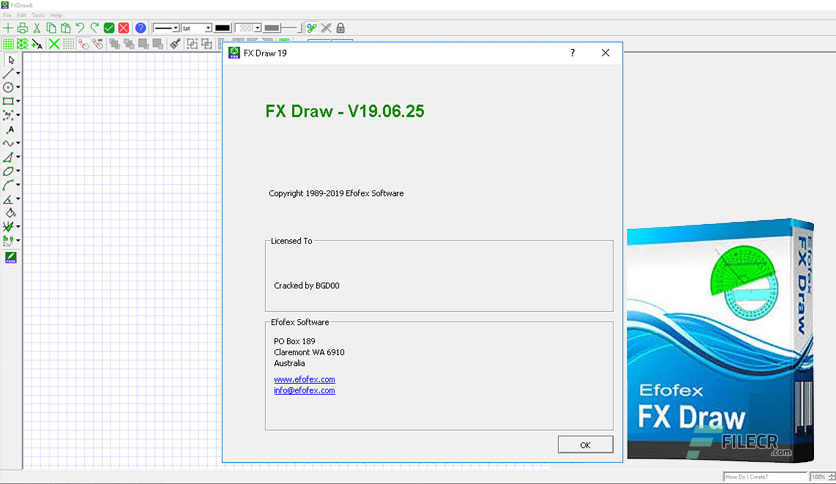 FXDraw6
File Edit Tools Help
5pt
FX Draw 19
FX Draw - V19.06.25
Copyright 1989-2019 Efofex Software
Licensed To
Cracked by BGD00
Efofex Software
PO Box 189
Claremont WA 6910
Australia
www.efofex.com
info@efofex.com
OK
Efofex
FX Draw
Efofex
FX Draw
FILECR
.com
How Do I Create?
100%